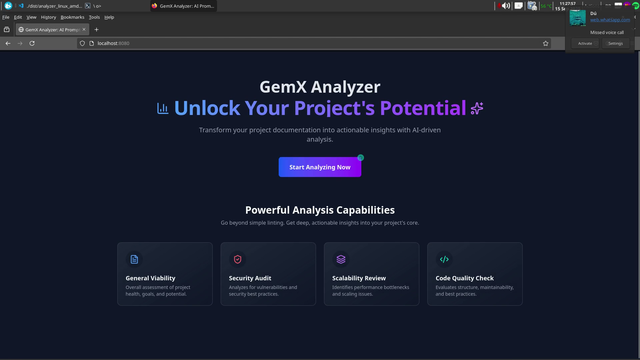 ../dist/analyzer_linux_amd...
GemX Analyzer: AI Prom...
11:27:57
Dú
web.whatsapp.com
Missed voice call
Activate
Settings
File Edit View History Bookmarks Tools Help
GemX Analyzer: AI Promp
localhost:8080
GemX Analyzer
Unlock Your Project's Potential
Transform your project documentation into actionable insights with AI-driven
analysis.
Start Analyzing Now
Powerful Analysis Capabilities
Go beyond simple linting. Get deep, actionable insights into your project's core.
General Viability
Overall assessment of project
health, goals, and potential.
Security Audit
Analyzes for vulnerabilities and
security best practices.
Scalability Review
Identifies performance bottlenecks
and scaling issues.
Code Quality Check
Evaluates structure, maintainability,
and best practices.